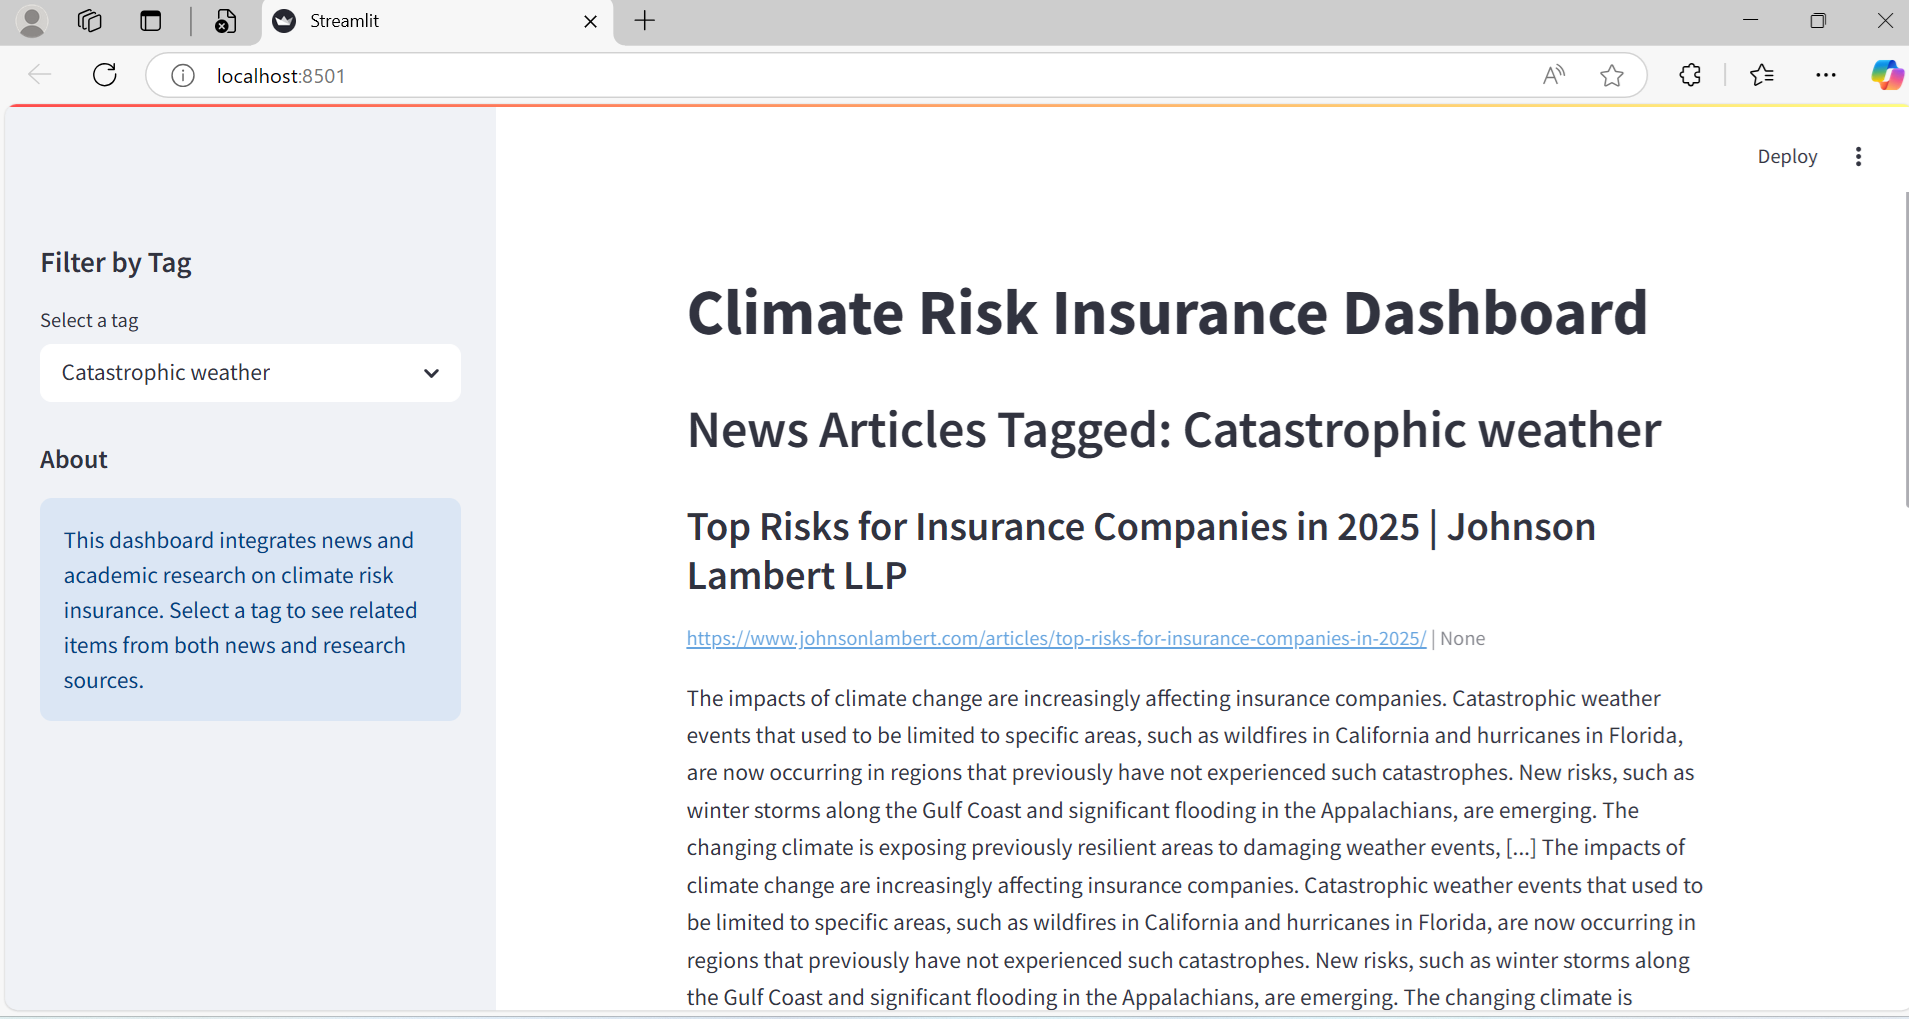 Streamlit
localhost:8501
Deploy
Filter by Tag
Select a tag
Catastrophic weather
About
This dashboard integrates news and
academic research on climate risk
insurance. Select a tag to see related
items from both news and research
sources.
Climate Risk Insurance Dashboard
News Articles Tagged: Catastrophic weather
Top Risks for Insurance Companies in 2025 | Johnson
Lambert LLP
https://www.johnsonlambert.com/articles/top-risks-for-insurance-companies-in-2025/ | None
The impacts of climate change are increasingly affecting insurance companies. Catastrophic weather
events that used to be limited to specific areas, such as wildfires in California and hurricanes in Florida,
are now occurring in regions that previously have not experienced such catastrophes. New risks, such as
winter storms along the Gulf Coast and significant flooding in the Appalachians, are emerging. The
changing climate is exposing previously resilient areas to damaging weather events, [...] The impacts of
climate change are increasingly affecting insurance companies. Catastrophic weather events that used to
be limited to specific areas, such as wildfires in California and hurricanes in Florida, are now occurring in
regions that previously have not experienced such catastrophes. New risks, such as winter storms along
the Gulf Coast and significant flooding in the Appalachians, are emerging. The changing climate is